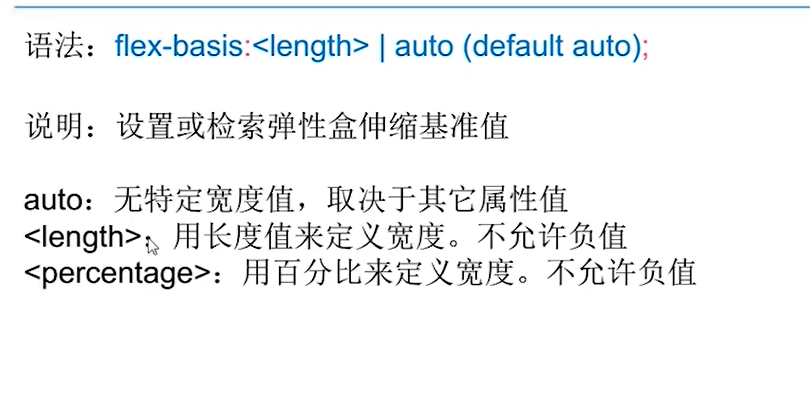 语法：flex-basis:<length> | auto (default auto);
说明：设置或检索弹性盒伸缩基准值
auto：无特定宽度值，取决于其它属性值
<length>：用长度值来定义宽度。不允许负值
<percentage>：用百分比来定义宽度。不允许负值